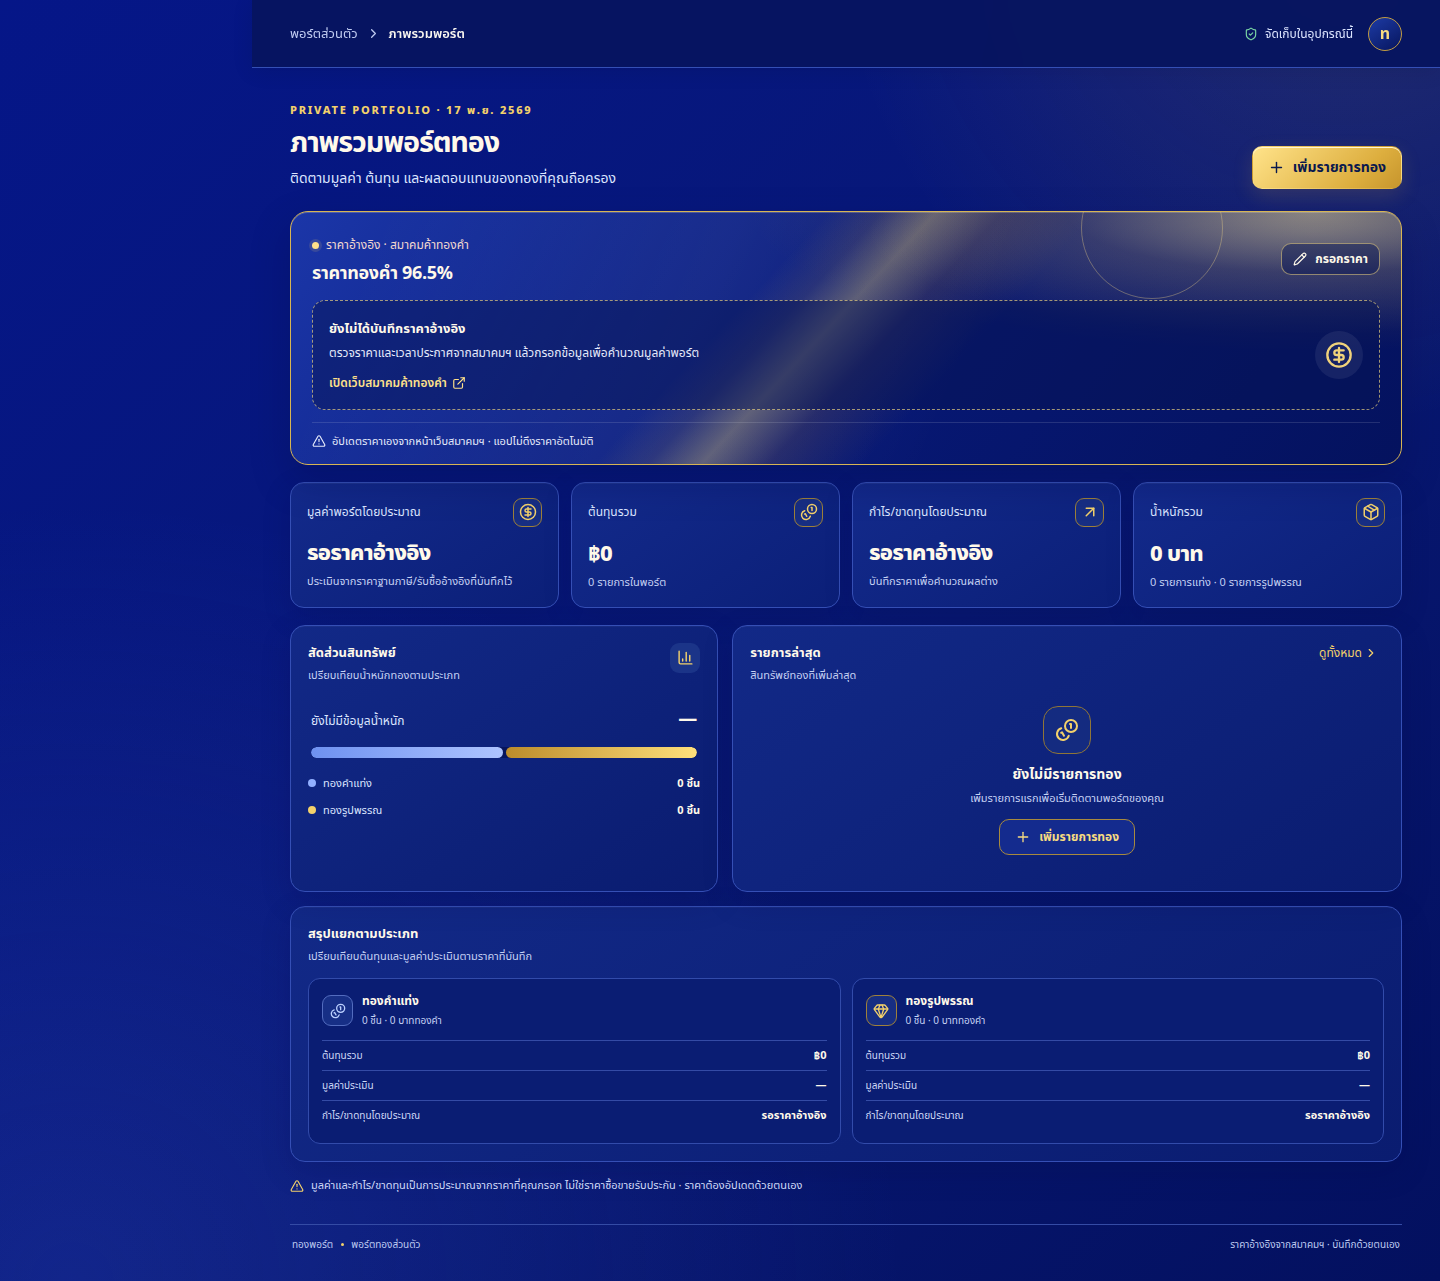 พอร์ตส่วนตัว > ภาพรวมพอร์ต
จัดเก็บในอุปกรณ์นี้
ท
PRIVATE PORTFOLIO · 17 พ.ย. 2569
ภาพรวมพอร์ตทอง
ติดตามมูลค่า ต้นทุน และผลตอบแทนของทองที่คุณถือครอง
เพิ่มรายการทอง
ราคาอ้างอิง · สมาคมค้าทองคำ
ราคาทองคำ 96.5%
กรอกราคา
ยังไม่ได้บันทึกราคาอ้างอิง
ตรวจราคาและเวลาประกาศจากสมาคมฯ แล้วกรอกข้อมูลเพื่อคำนวณมูลค่าพอร์ต
เปิดเว็บสมาคมค้าทองคำ
อัปเดตราคาเองจากหน้าเว็บสมาคมฯ · แอปไม่ดึงราคาอัตโนมัติ
มูลค่าพอร์ตโดยประมาณ
รอราคาอ้างอิง
ประเมินจากราคาฐานภาษี/รับซื้ออ้างอิงที่บันทึกไว้
ต้นทุนรวม
฿0
0 รายการในพอร์ต
กำไร/ขาดทุนโดยประมาณ
รอราคาอ้างอิง
บันทึกราคาเพื่อคำนวณผลต่าง
น้ำหนักรวม
0 บาท
0 รายการแท่ง · 0 รายการรูปพรรณ
สัดส่วนสินทรัพย์
เปรียบเทียบน้ำหนักทองตามประเภท
ยังไม่มีข้อมูลน้ำหนัก
—
ทองคำแท่ง
0 ชิ้น
ทองรูปพรรณ
0 ชิ้น
รายการล่าสุด
สินทรัพย์ทองที่เพิ่มล่าสุด
ดูทั้งหมด
ยังไม่มีรายการทอง
เพิ่มรายการแรกเพื่อเริ่มติดตามพอร์ตของคุณ
เพิ่มรายการทอง
สรุปแยกตามประเภท
เปรียบเทียบต้นทุนและมูลค่าประเมินตามราคาที่บันทึก
ทองคำแท่ง
0 ชิ้น · 0 บาททองคำ
ต้นทุนรวม
฿0
มูลค่าประเมิน
—
กำไร/ขาดทุนโดยประมาณ
รอราคาอ้างอิง
ทองรูปพรรณ
0 ชิ้น · 0 บาททองคำ
ต้นทุนรวม
฿0
มูลค่าประเมิน
—
กำไร/ขาดทุนโดยประมาณ
รอราคาอ้างอิง
มูลค่าและกำไร/ขาดทุนเป็นการประมาณจากราคาที่คุณกรอก ไม่ใช่ราคาซื้อขายรับประกัน · ราคาต้องอัปเดตด้วยตนเอง
ทองพอร์ต • พอร์ตทองส่วนตัว
ราคาอ้างอิงจากสมาคมฯ · บันทึกด้วยตนเอง